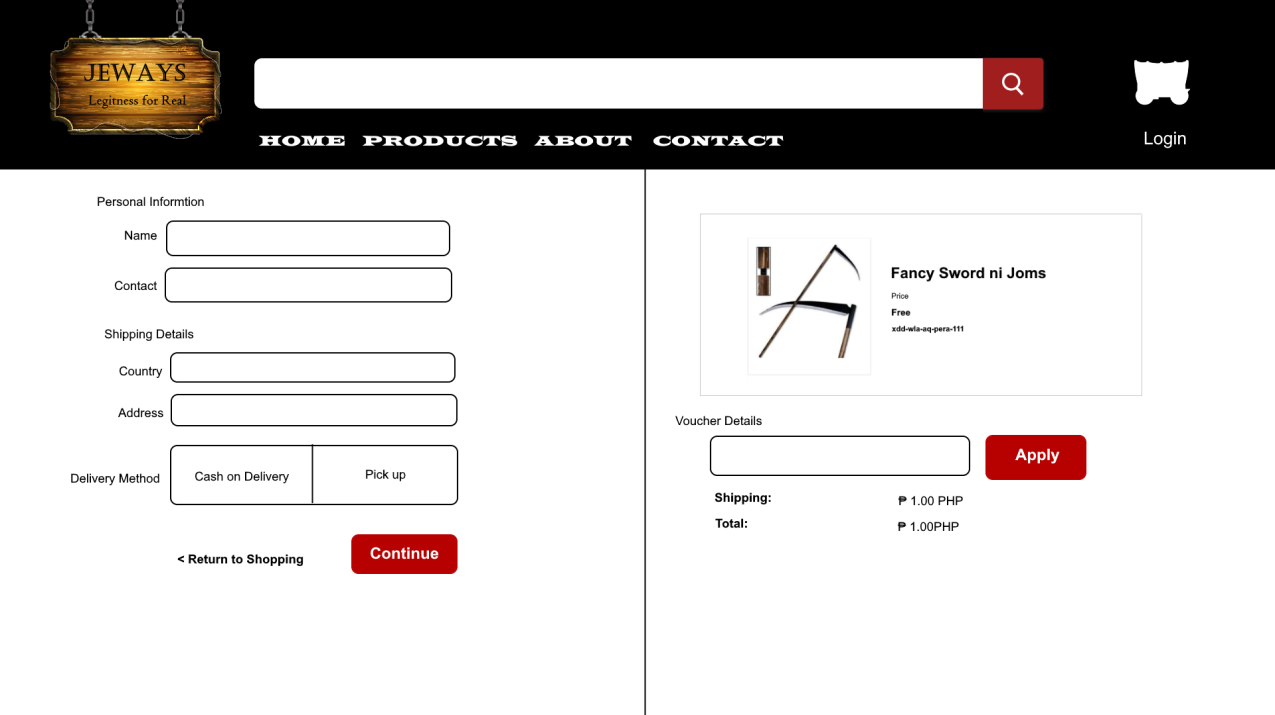 JEWAYS
Legitness for Real
HOME PRODUCTS ABOUT CONTACT
Login
Personal Informtion
Name
Contact
Shipping Details
Country
Address
Delivery Method
Cash on Delivery
Pick up
< Return to Shopping
Continue
Fancy Sword ni Joms
Price
Free
xdd-wla-aq-pera-111
Voucher Details
Apply
Shipping: ₱ 1.00 PHP
Total: ₱ 1.00PHP